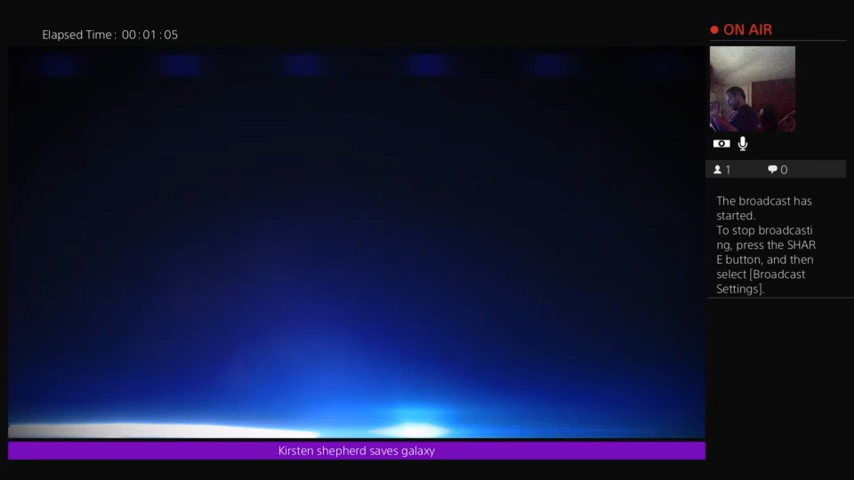 Elapsed Time: 00:01:05
ON AIR
1
0
The broadcast has
started.
To stop broadcasti
ng, press the SHAR
E button, and then
select [Broadcast
Settings].
Kirsten shepherd saves galaxy